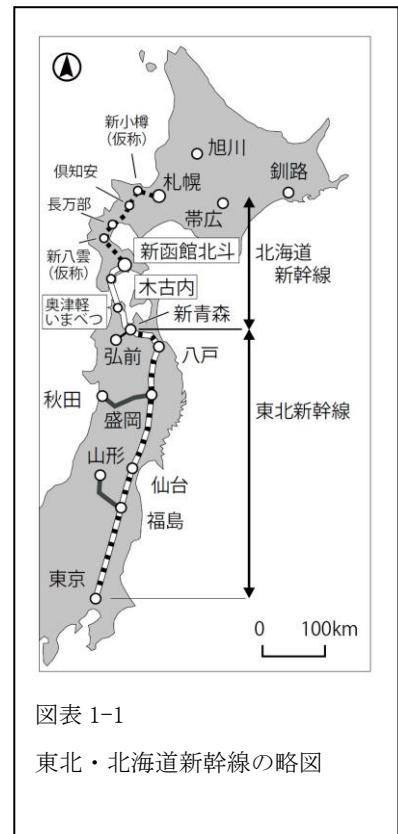 新小樽
(仮称)
旭川
倶知安
札幌
釧路
長万部
帯広
新八雲
(仮称)
新函館北斗
北海道
新幹線
木古内
奥津軽
いまべつ
新青森
弘前
八戸
秋田
盛岡
東北新幹線
山形
仙台
福島
東京
0 100km
図表 1-1
東北・北海道新幹線の略図